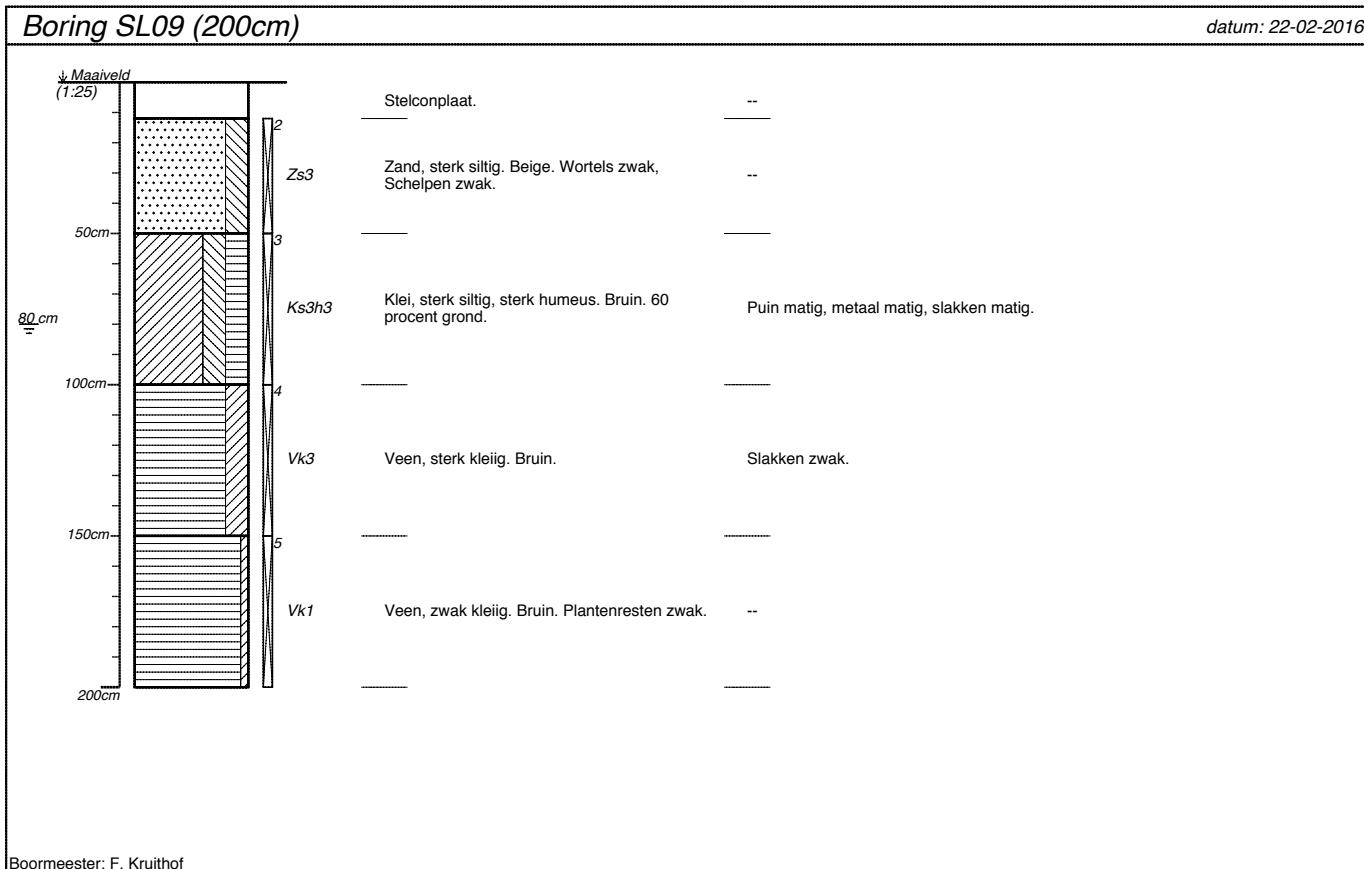 Boring SL09 (200cm)
datum: 22-02-2016
Maaiveld
(1:25)
Stelconplaat.
--
2
Zs3
Zand, sterk siltig. Beige. Wortels zwak,
Schelpen zwak.
--
50cm
3
Ks3h3
Klei, sterk siltig, sterk humeus. Bruin. 60
procent grond.
Puin matig, metaal matig, slakken matig.
80 cm
100cm
4
Vk3
Veen, sterk kleiig. Bruin.
Slakken zwak.
150cm
5
Vk1
Veen, zwak kleiig. Bruin. Plantenresten zwak.
--
200cm
Boormeester: F. Kruithof